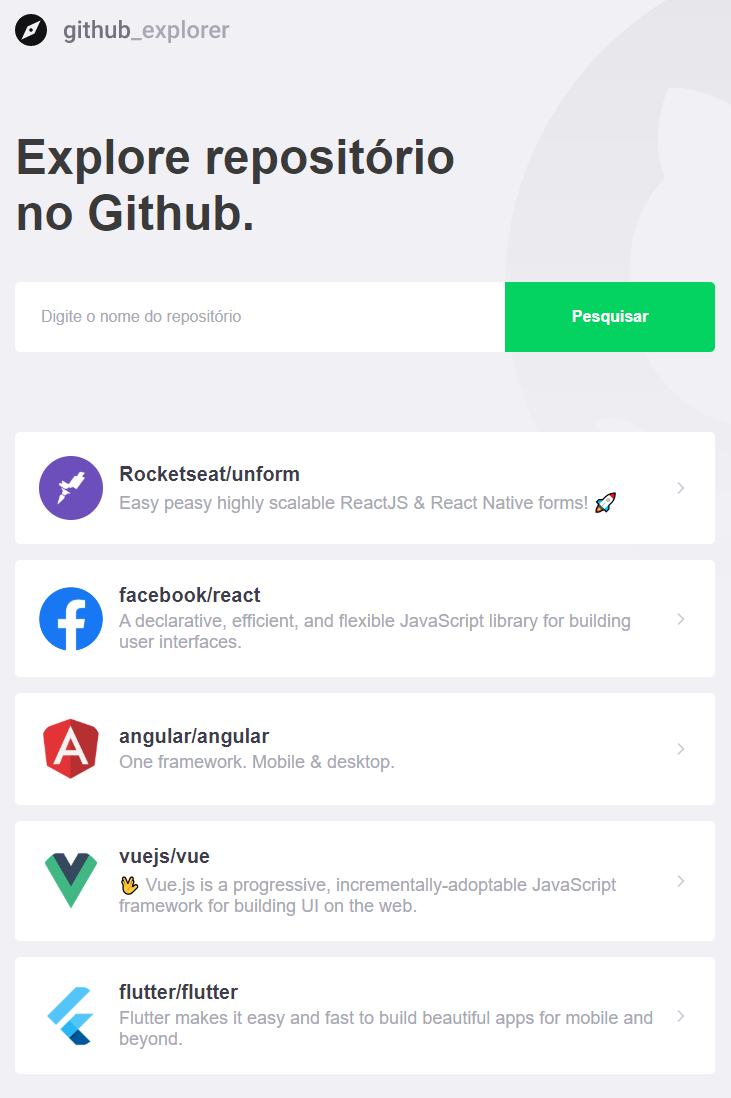 github_explorer
Explore repositório
no Github.
Digite o nome do repositório
Pesquisar
Rocketseat/unform
Easy peasy highly scalable ReactJS & React Native forms! 🚀
facebook/react
A declarative, efficient, and flexible JavaScript library for building
user interfaces.
angular/angular
One framework. Mobile & desktop.
vuejs/vue
🖖 Vue.js is a progressive, incrementally-adoptable JavaScript
framework for building UI on the web.
flutter/flutter
Flutter makes it easy and fast to build beautiful apps for mobile and
beyond.